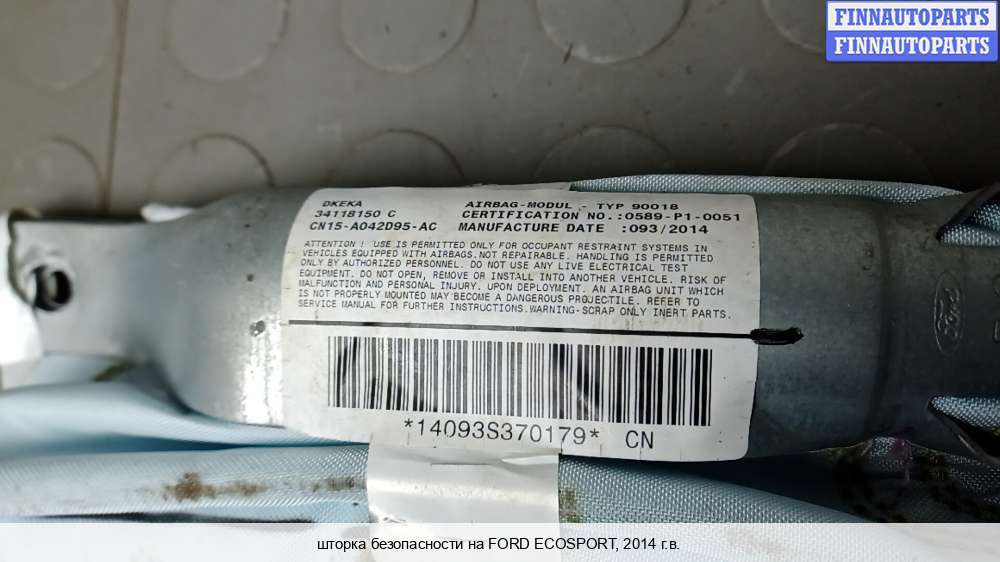 FINNAUTOPARTS
FINNAUTOPARTS
DKEKA
34118150 C
CN15-A042D95-AC
AIRBAG-MODUL - TYP 90018
CERTIFICATION NO.:0589-P1-0051
MANUFACTURE DATE :093/2014
ATTENTION ! USE IS PERMITTED ONLY FOR OCCUPANT RESTRAINT SYSTEMS IN
VEHICLES EQUIPPED WITH AIRBAGS.NOT REPAIRABLE. HANDLING IS PERMITTED
ONLY BY AUTHORIZED PERSONNEL. DO NOT USE ANY LIVE ELECTRICAL TEST
EQUIPMENT. DO NOT OPEN, REMOVE OR INSTALL INTO ANOTHER VEHICLE. RISK OF
MALFUNCTION AND PERSONAL INJURY. UPON DEPLOYMENT. AN AIRBAG UNIT WHICH
IS NOT PROPERLY MOUNTED MAY BECOME A DANGEROUS PROJECTILE. REFER TO
SERVICE MANUAL FOR FURTHER INSTRUCTIONS.WARNING-SCRAP ONLY INERT PARTS.
*14093S370179* CN
Ford
шторка безопасности на FORD ECOSPORT, 2014 г.в.